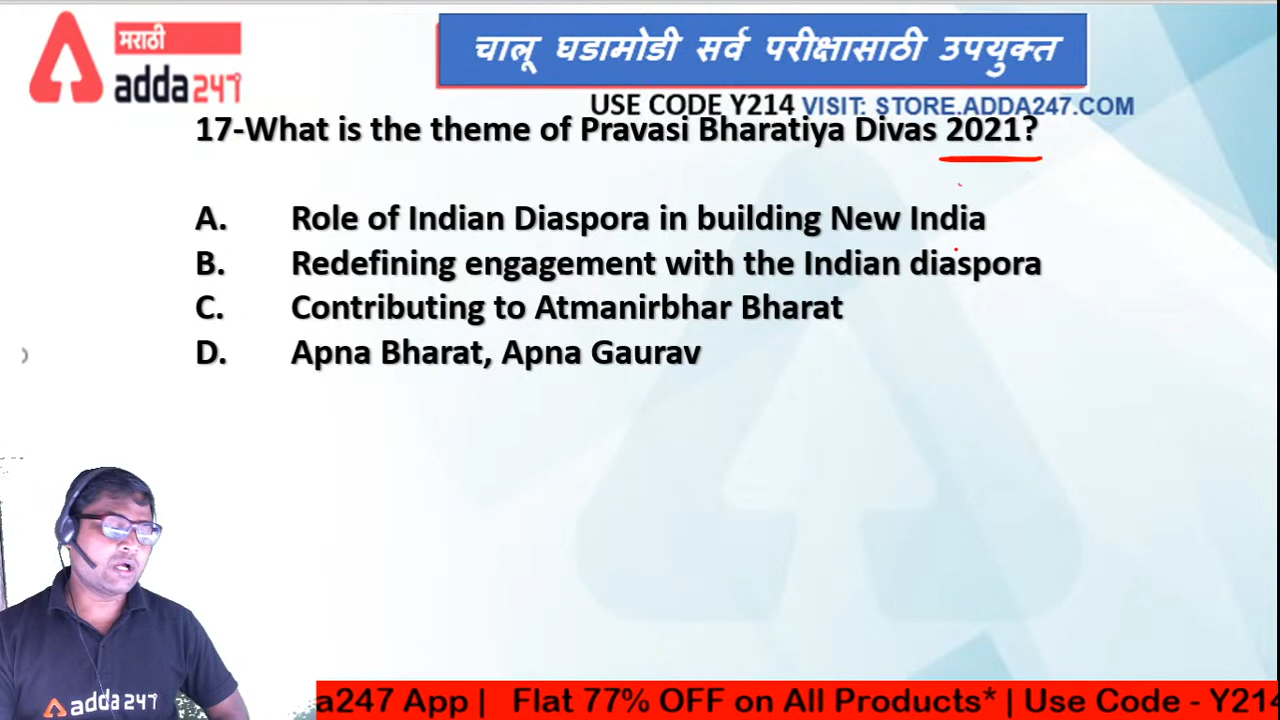 मराठी
adda247
चालू घडामोडी सर्व परीक्षासाठी उपयुक्त
USE CODE Y214 VISIT: STORE.ADDA247.COM
17-What is the theme of Pravasi Bharatiya Divas 2021?
A. Role of Indian Diaspora in building New India
B. Redefining engagement with the Indian diaspora
C. Contributing to Atmanirbhar Bharat
D. Apna Bharat, Apna Gaurav
adda247
a247 App | Flat 77% OFF on All Products* | Use Code - Y214